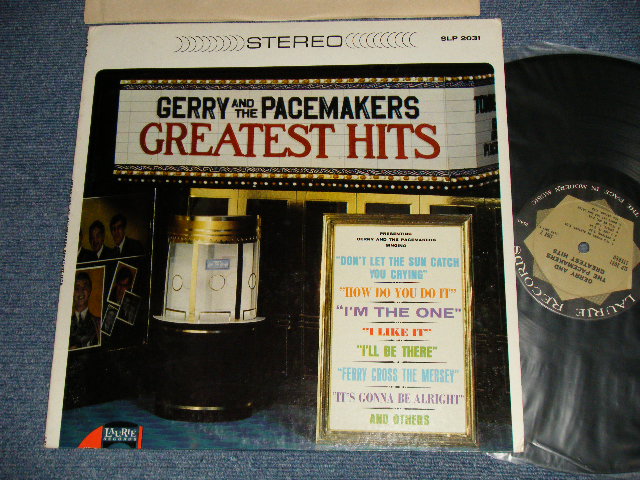 STEREO
SLP 2031
GERRY AND THE PACEMAKERS
GREATEST HITS
PRESENTING
GERRY AND THE PACEMAKERS
SINGING
"DON'T LET THE SUN CATCH
YOU CRYING"
"HOW DO YOU DO IT"
"I'M THE ONE"
"I LIKE IT"
"I'LL BE THERE"
"FERRY CROSS THE MERSEY"
"IT'S GONNA BE ALRIGHT"
AND OTHERS
LAURIE
RECORDS
LAURIE RECORDS
GERRY AND
THE PACEMAKERS
GREATEST HITS